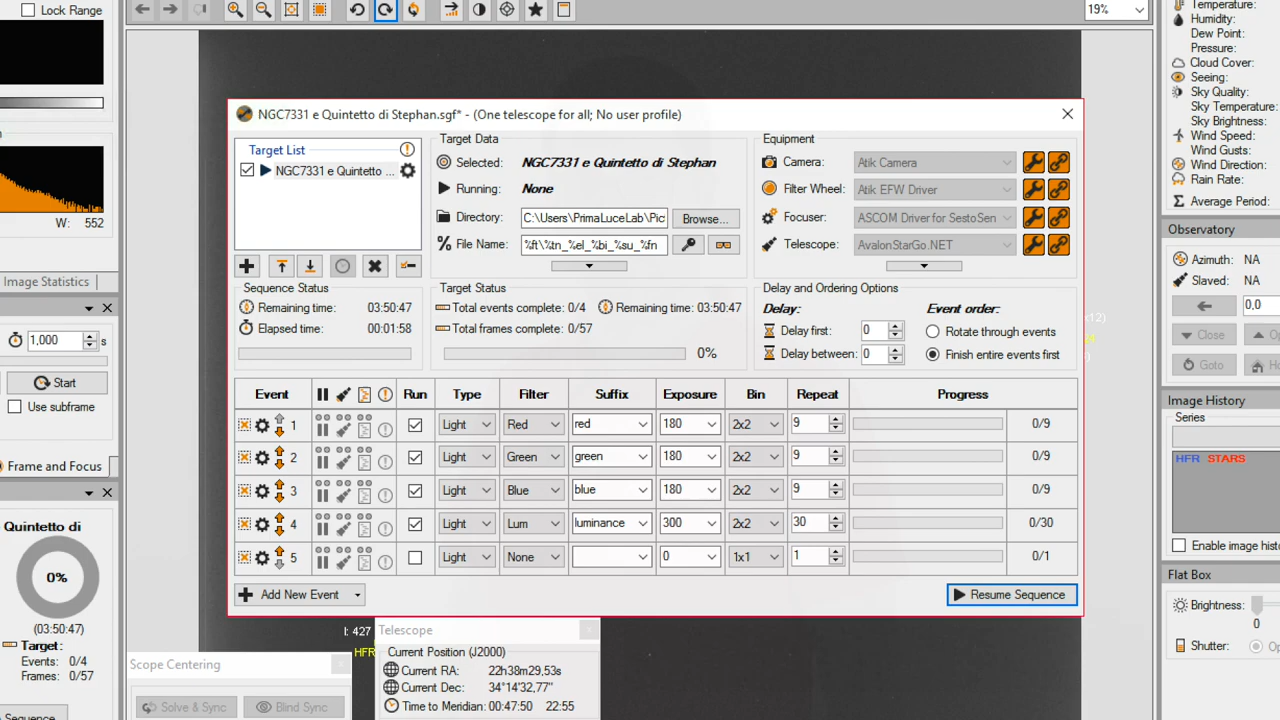 Lock Range
19%
W: 552
Image Statistics
1,000 s
Start
Use subframe
Frame and Focus
Quintetto di
0%
(03:50:47)
Target:
Events: 0/4
Frames: 0/57
Sequence
NGC7331 e Quintetto di Stephan.sgf* - (One telescope for all; No user profile)
Target List
NGC7331 e Quintetto ...
Target Data
Selected: NGC7331 e Quintetto di Stephan
Running: None
Directory: C:\Users\PrimaLuceLab\Pic Browse...
File Name: %ft\%tn_%el_%bi_%su_%fn
Equipment
Camera: Atik Camera
Filter Wheel: Atik EFW Driver
Focuser: ASCOM Driver for SestoSen
Telescope: AvalonStarGo.NET
Sequence Status
Remaining time: 03:50:47
Elapsed time: 00:01:58
Target Status
Total events complete: 0/4 Remaining time: 03:50:47
Total frames complete: 0/57
0%
Delay and Ordering Options
Delay: Event order:
Delay first: 0 Rotate through events
Delay between: 0 Finish entire events first
Event Run Type Filter Suffix Exposure Bin Repeat Progress
1 Light Red red 180 2x2 9 0/9
2 Light Green green 180 2x2 9 0/9
3 Light Blue blue 180 2x2 9 0/9
4 Light Lum luminance 300 2x2 30 0/30
5 Light None 0 1x1 1 0/1
Add New Event Resume Sequence
I: 427
HFR
Scope Centering
Solve & Sync Blind Sync
Telescope
Current Position (J2000)
Current RA: 22h38m29,53s
Current Dec: 34°14'32,77"
Time to Meridian: 00:47:50 22:55
x12)
Temperature:
Humidity:
Dew Point:
Pressure:
Cloud Cover:
Seeing:
Sky Quality:
Sky Temperature:
Sky Brightness:
Wind Speed:
Wind Gusts:
Wind Direction:
Rain Rate:
Average Period:
Observatory
Azimuth: NA
Slaved: NA
0,0
Close
Goto
Image History
Series
HFR STARS
Enable image histo
Flat Box
Brightness:
0
Shutter: